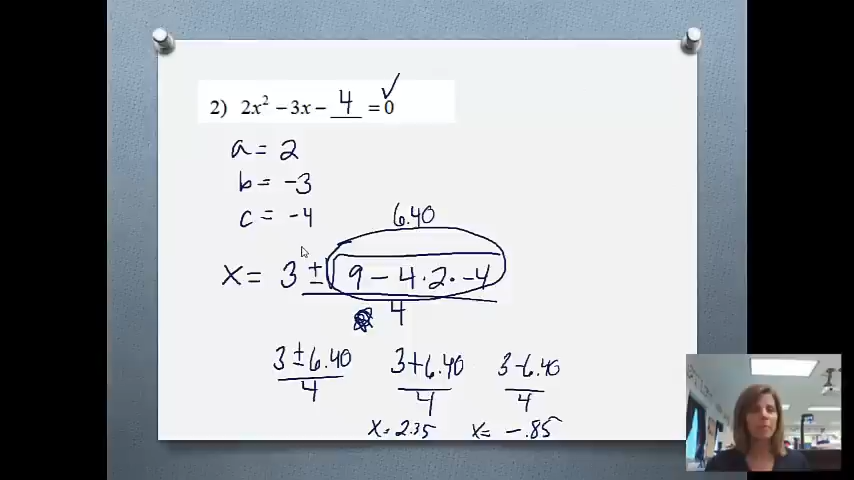 2) 2x² − 3x − 4 = 0 ✓
a = 2
b = -3
c = -4
6.40
x = 3 ± √9 − 4·2·-4
4
3 ± 6.40 3+6.40 3-6.40
4 4 4
x = 2.35 x = -.85